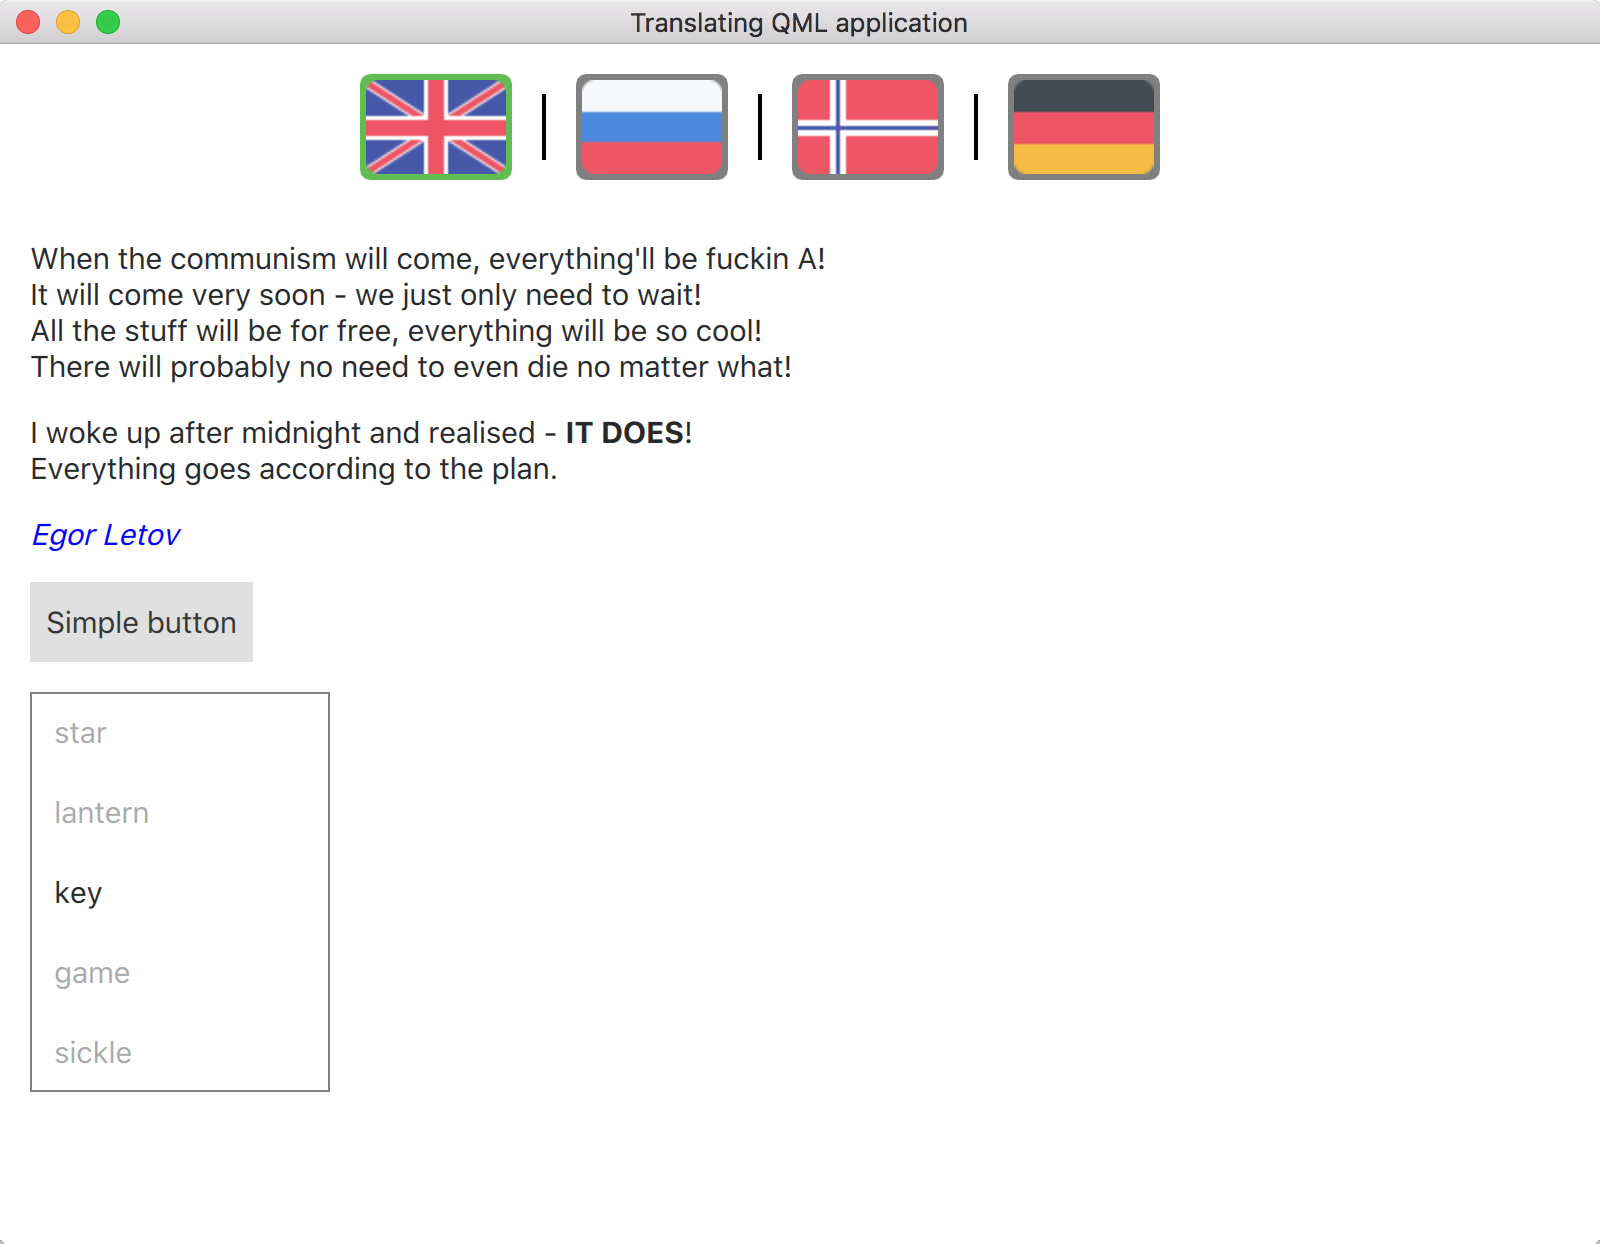 Translating QML application
When the communism will come, everything'll be fuckin A!
It will come very soon - we just only need to wait!
All the stuff will be for free, everything will be so cool!
There will probably no need to even die no matter what!
I woke up after midnight and realised - IT DOES!
Everything goes according to the plan.
Egor Letov
Simple button
star
lantern
key
game
sickle